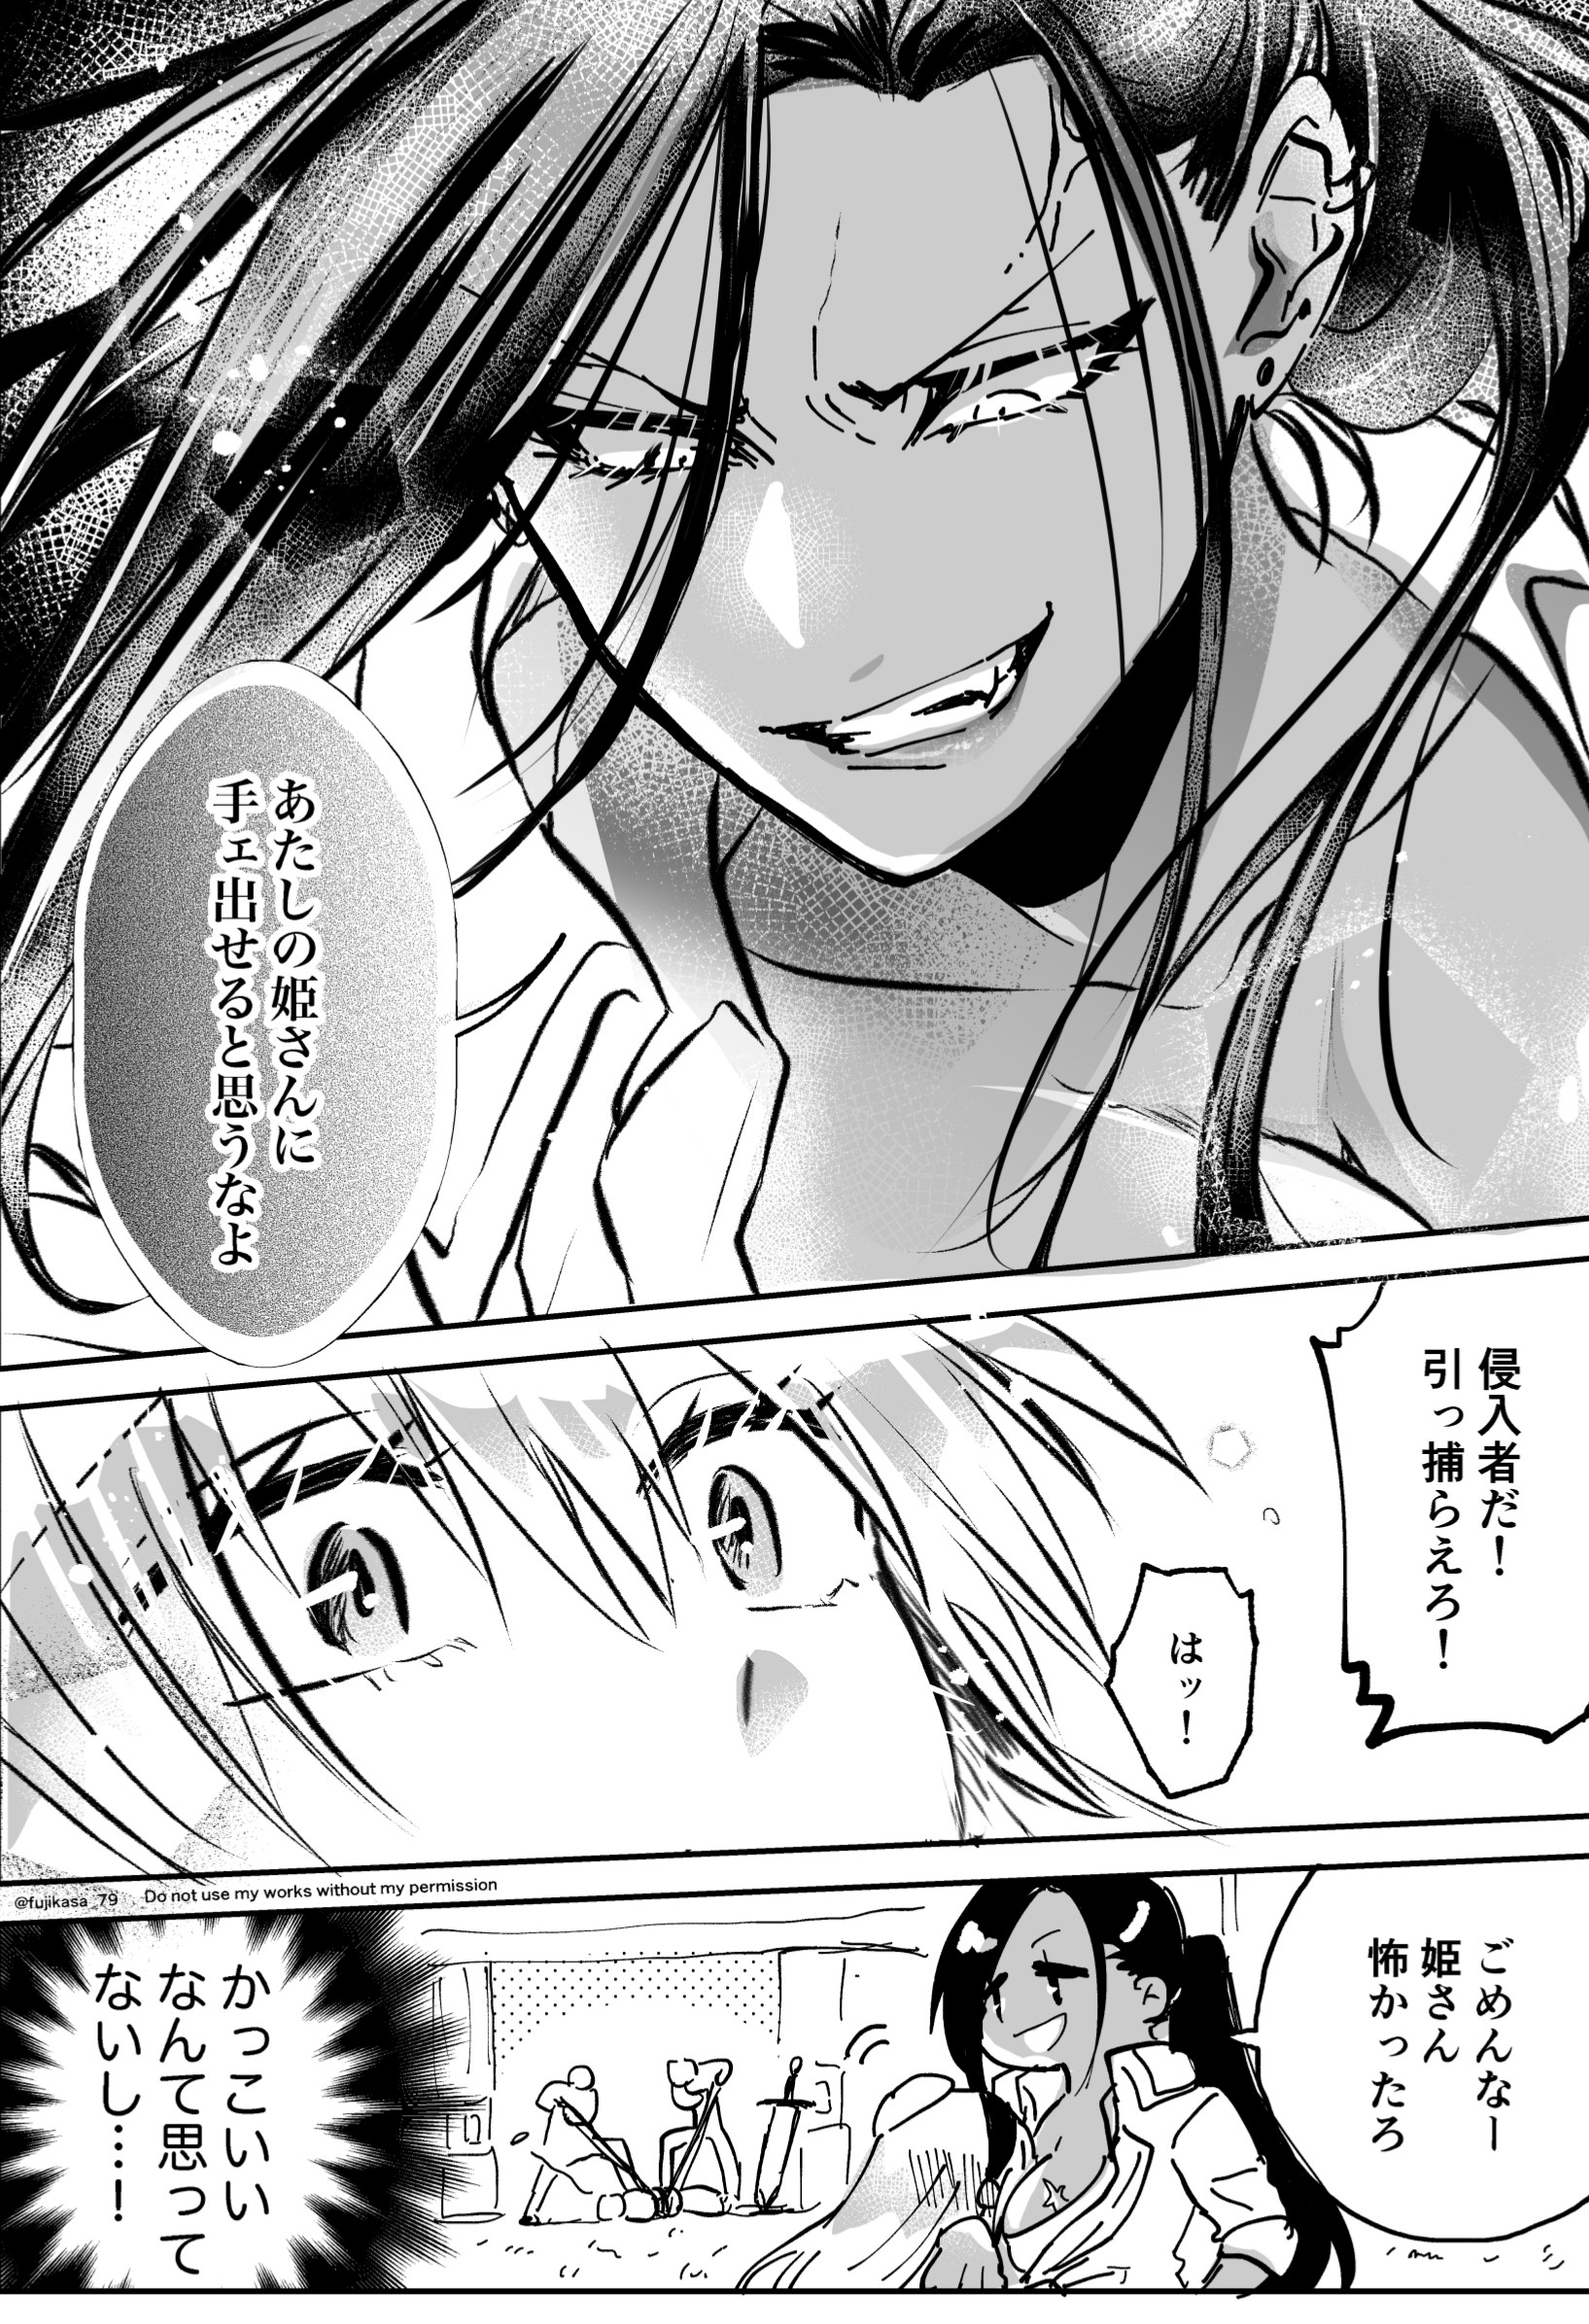 あたしの姫さんに
手ェ出せると思うなよ
侵入者だ！
引っ捕らえろ！
はッ！
@fujikasa_79 Do not use my works without my permission
ごめんなー
姫さん
怖かったろ
かっこいい
なんて思って
ないし…！